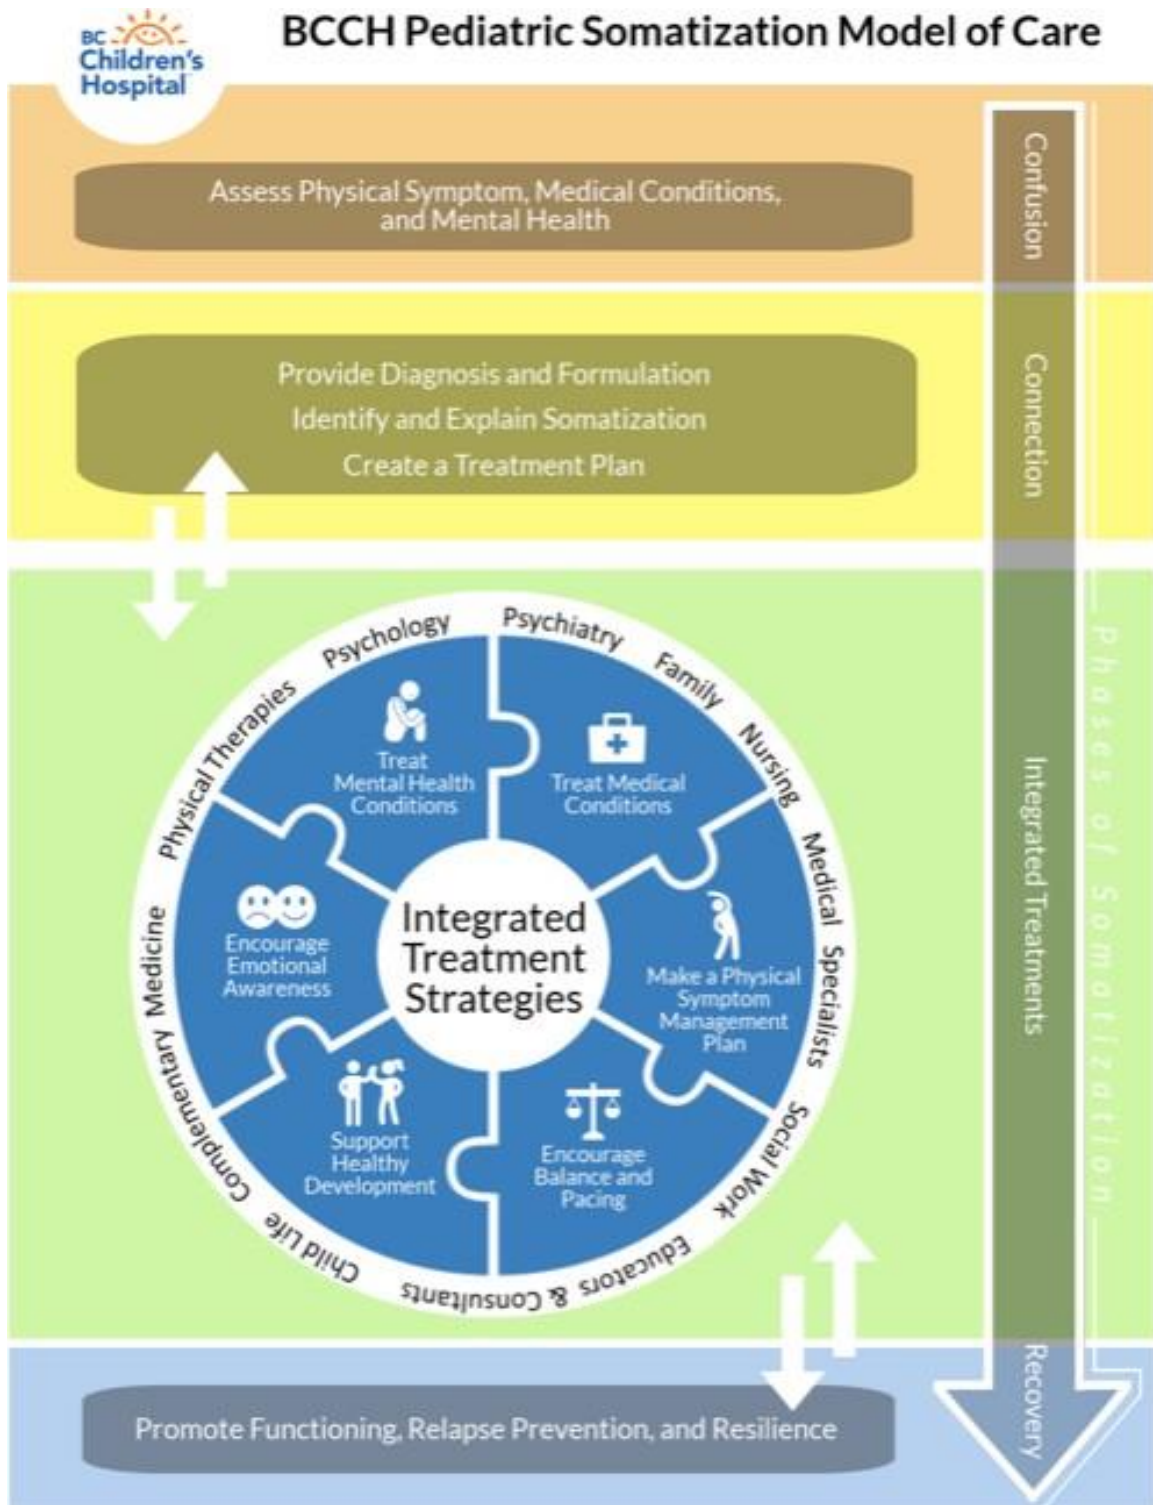 BC
Children's
Hospital
BCCH Pediatric Somatization Model of Care
Assess Physical Symptom, Medical Conditions,
and Mental Health
Confusion
Provide Diagnosis and Formulation
Identify and Explain Somatization
Create a Treatment Plan
Connection
Psychology
Psychiatry
Family
Nursing
Medical Specialists
Social Work
Educators & Consultants
Child Life
Complementary Medicine
Physical Therapies
Treat
Mental Health
Conditions
Treat Medical
Conditions
Encourage
Emotional
Awareness
Integrated
Treatment
Strategies
Make a Physical
Symptom
Management
Plan
Support
Healthy
Development
Encourage
Balance and
Pacing
Integrated Treatments
Phases of Somatization
Promote Functioning, Relapse Prevention, and Resilience
Recovery